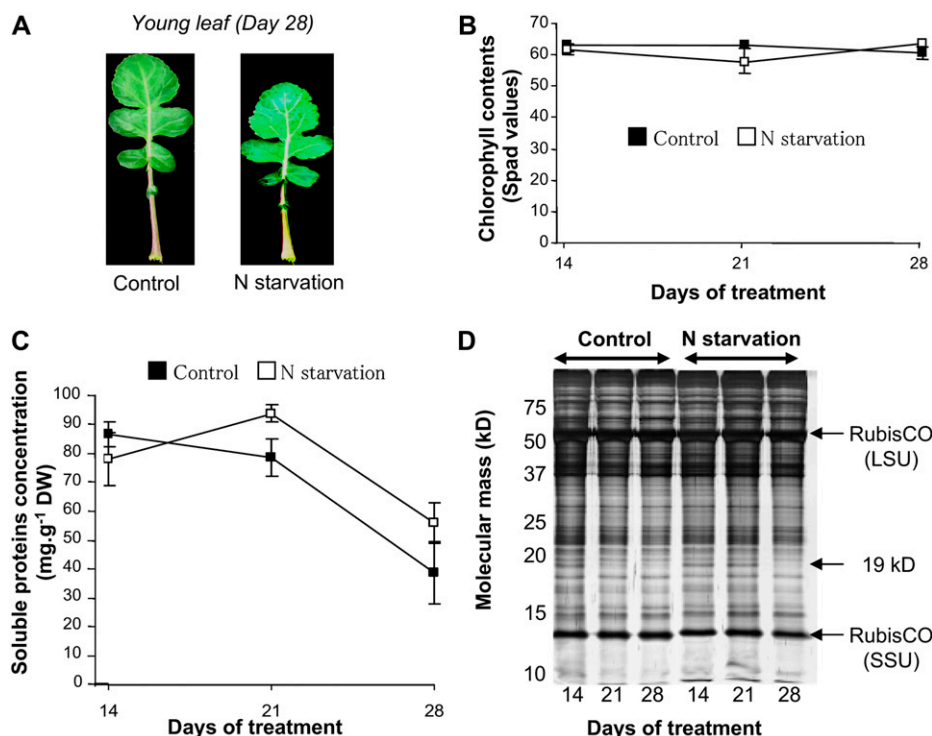 A
Young leaf (Day 28)
Control
N starvation
B
Chlorophyll contents
(Spad values)
70
60
50
40
30
20
10
0
Control
N starvation
14
21
28
Days of treatment
C
Control
N starvation
Soluble proteins concentration
(mg.g⁻¹ DW)
100
90
80
70
60
50
40
30
20
10
0
14
21
28
Days of treatment
D
Control
N starvation
Molecular mass (kD)
75
50
37
25
20
15
10
RubisCO
(LSU)
19 kD
RubisCO
(SSU)
14 21 28 14 21 28
Days of treatment